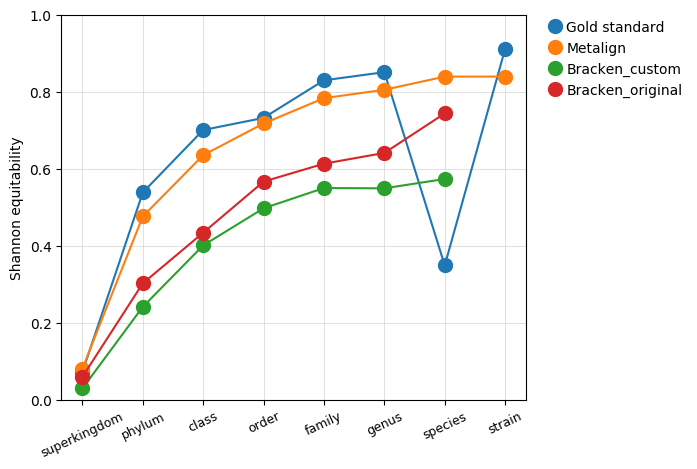 Shannon equitability
1.0
0.8
0.6
0.4
0.2
0.0
superkingdom
phylum
class
order
family
genus
species
strain
Gold standard
Metalign
Bracken_custom
Bracken_original